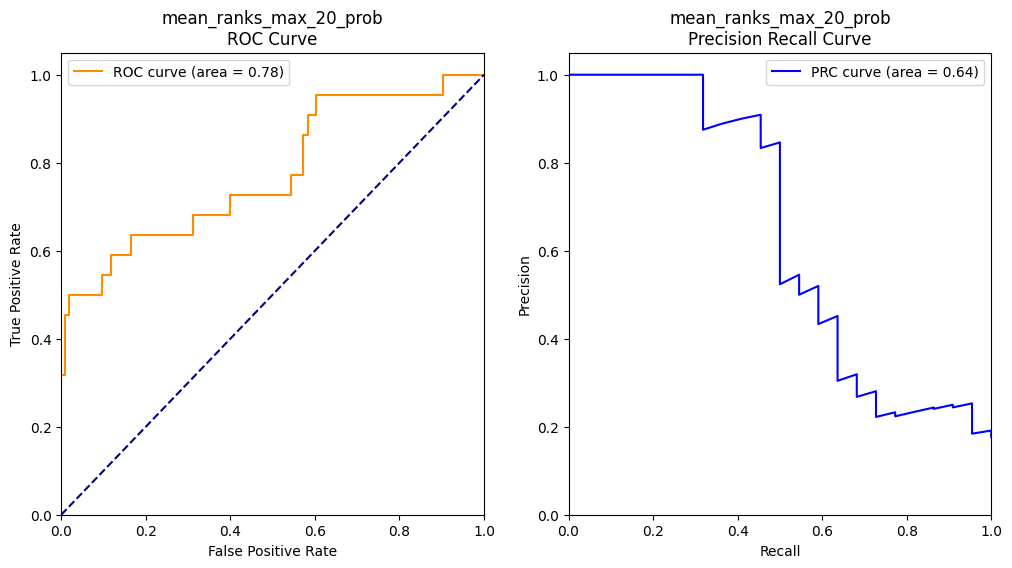 mean_ranks_max_20_prob
ROC Curve
ROC curve (area = 0.78)
1.0
0.8
0.6
0.4
0.2
0.0
True Positive Rate
0.0 0.2 0.4 0.6 0.8 1.0
False Positive Rate
mean_ranks_max_20_prob
Precision Recall Curve
PRC curve (area = 0.64)
1.0
0.8
0.6
0.4
0.2
0.0
Precision
0.0 0.2 0.4 0.6 0.8 1.0
Recall